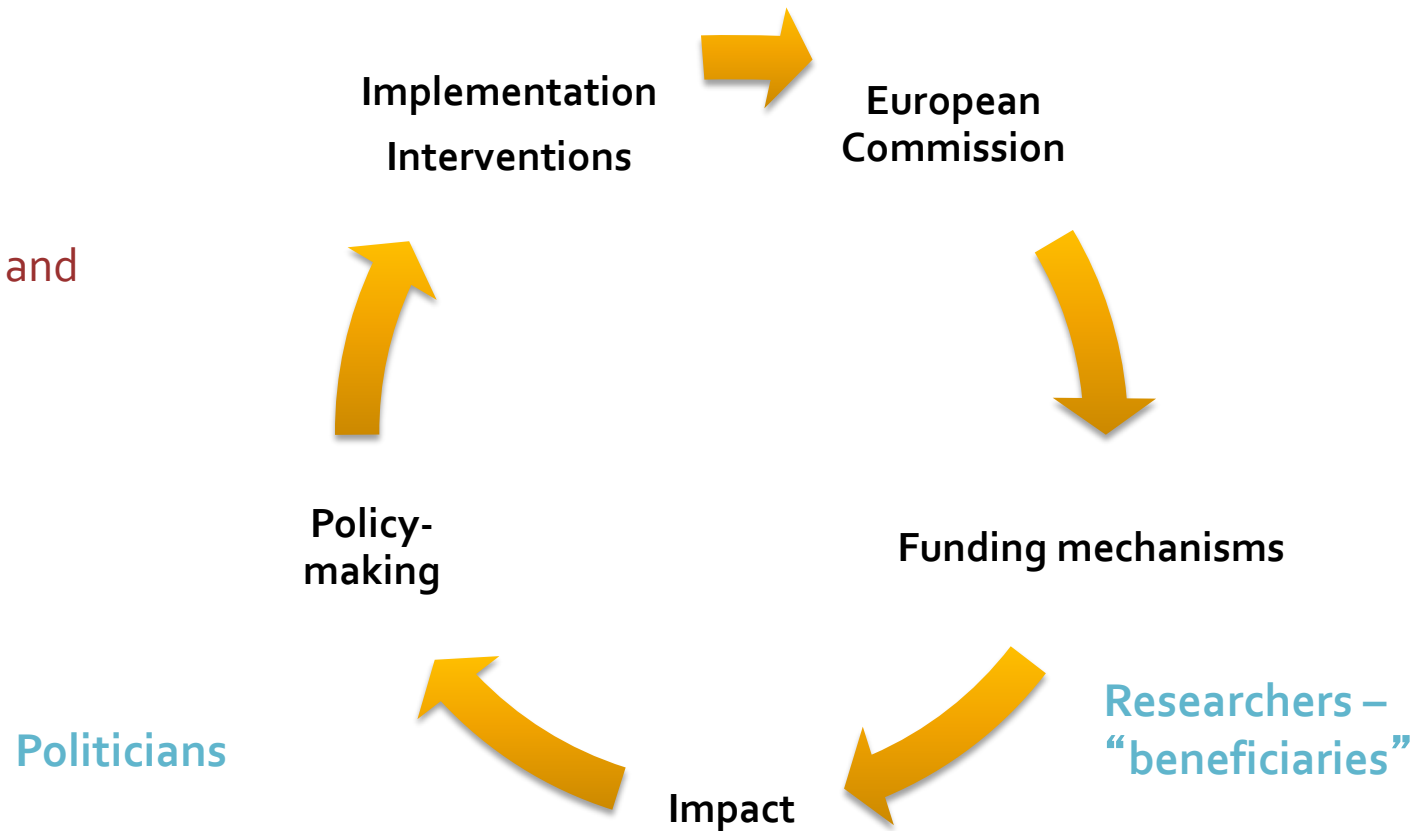 Implementation
Interventions
European
Commission
and
Policy-
making
Funding mechanisms
Researchers –
“beneficiaries”
Politicians
Impact